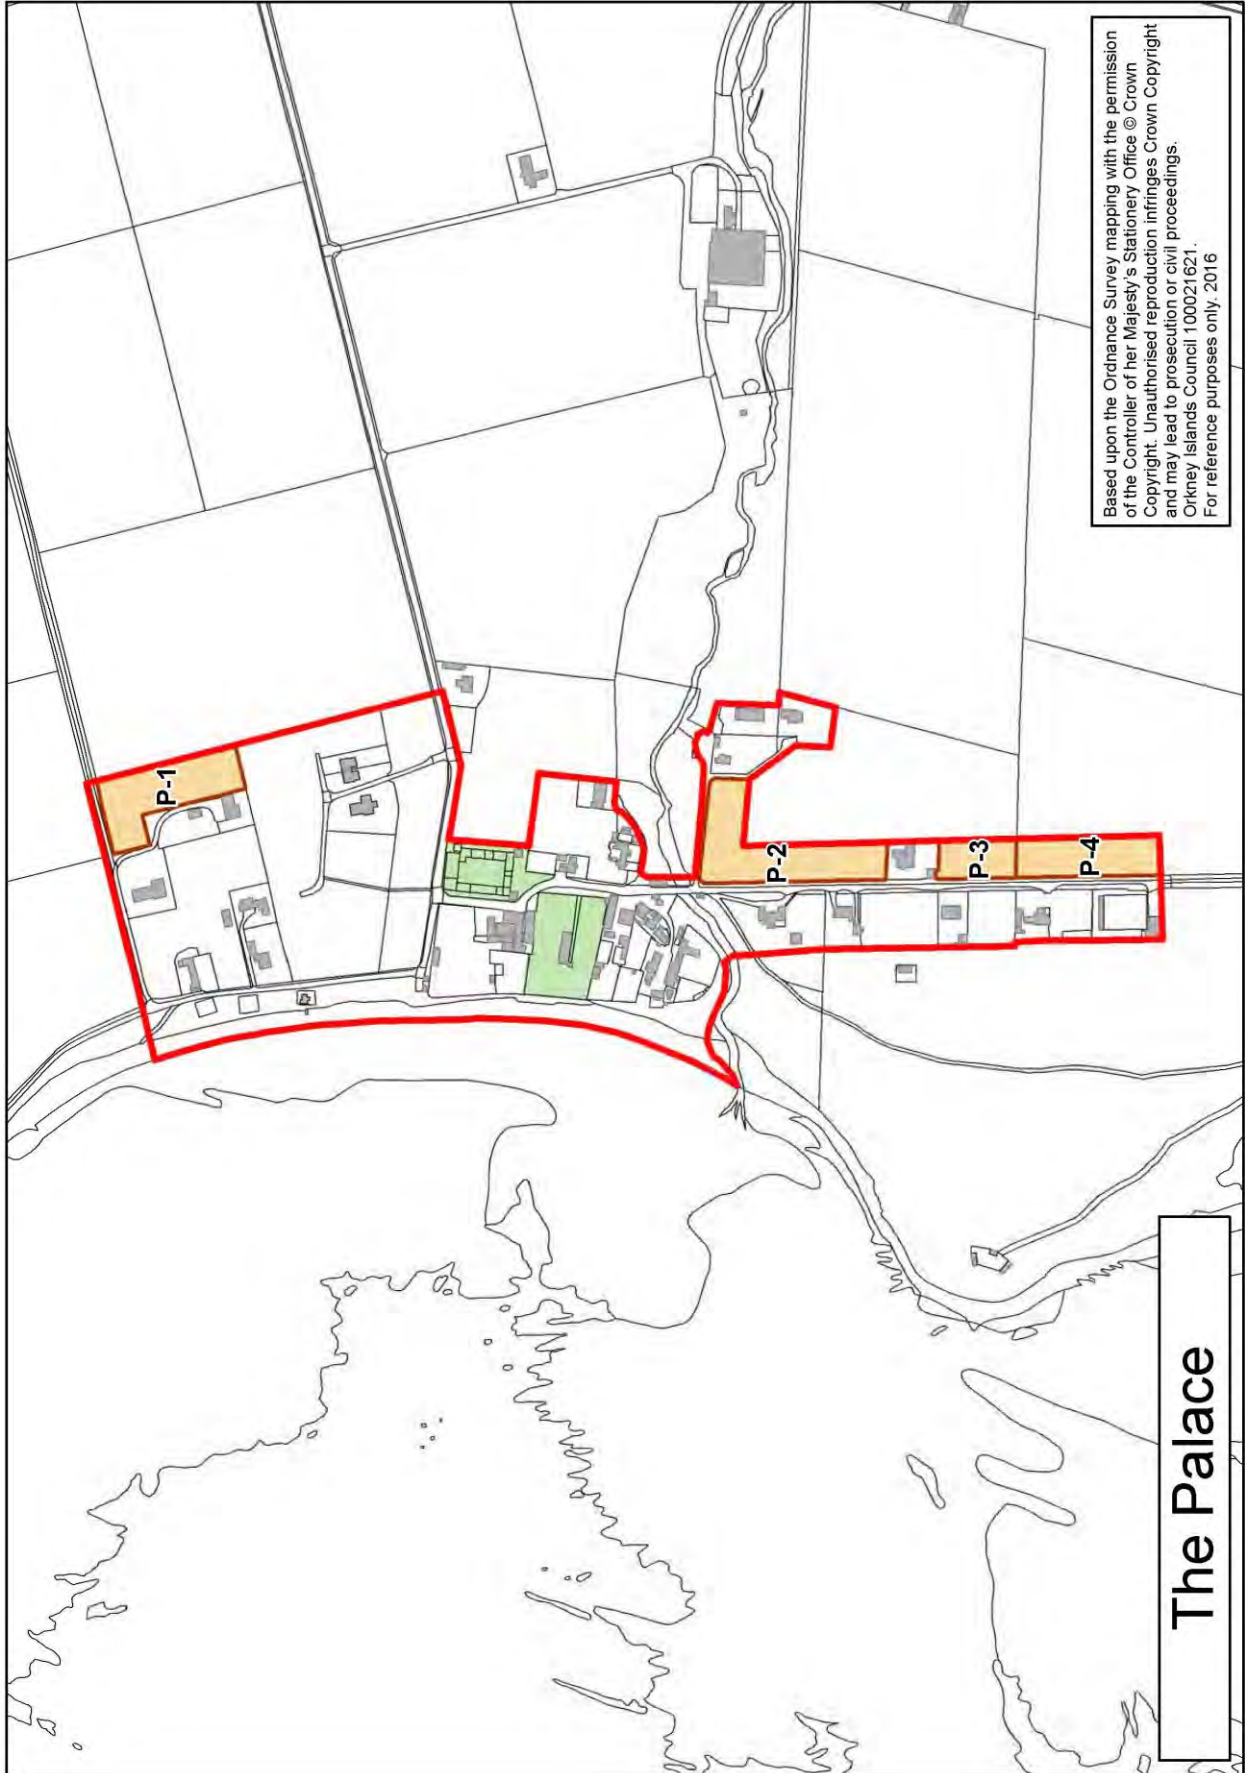 Based upon the Ordnance Survey mapping with the permission
of the Controller of her Majesty's Stationery Office © Crown
Copyright. Unauthorised reproduction infringes Crown Copyright
and may lead to prosecution or civil proceedings.
Orkney Islands Council 100021621.
For reference purposes only. 2016
P-1
P-2
P-3
P-4
The Palace